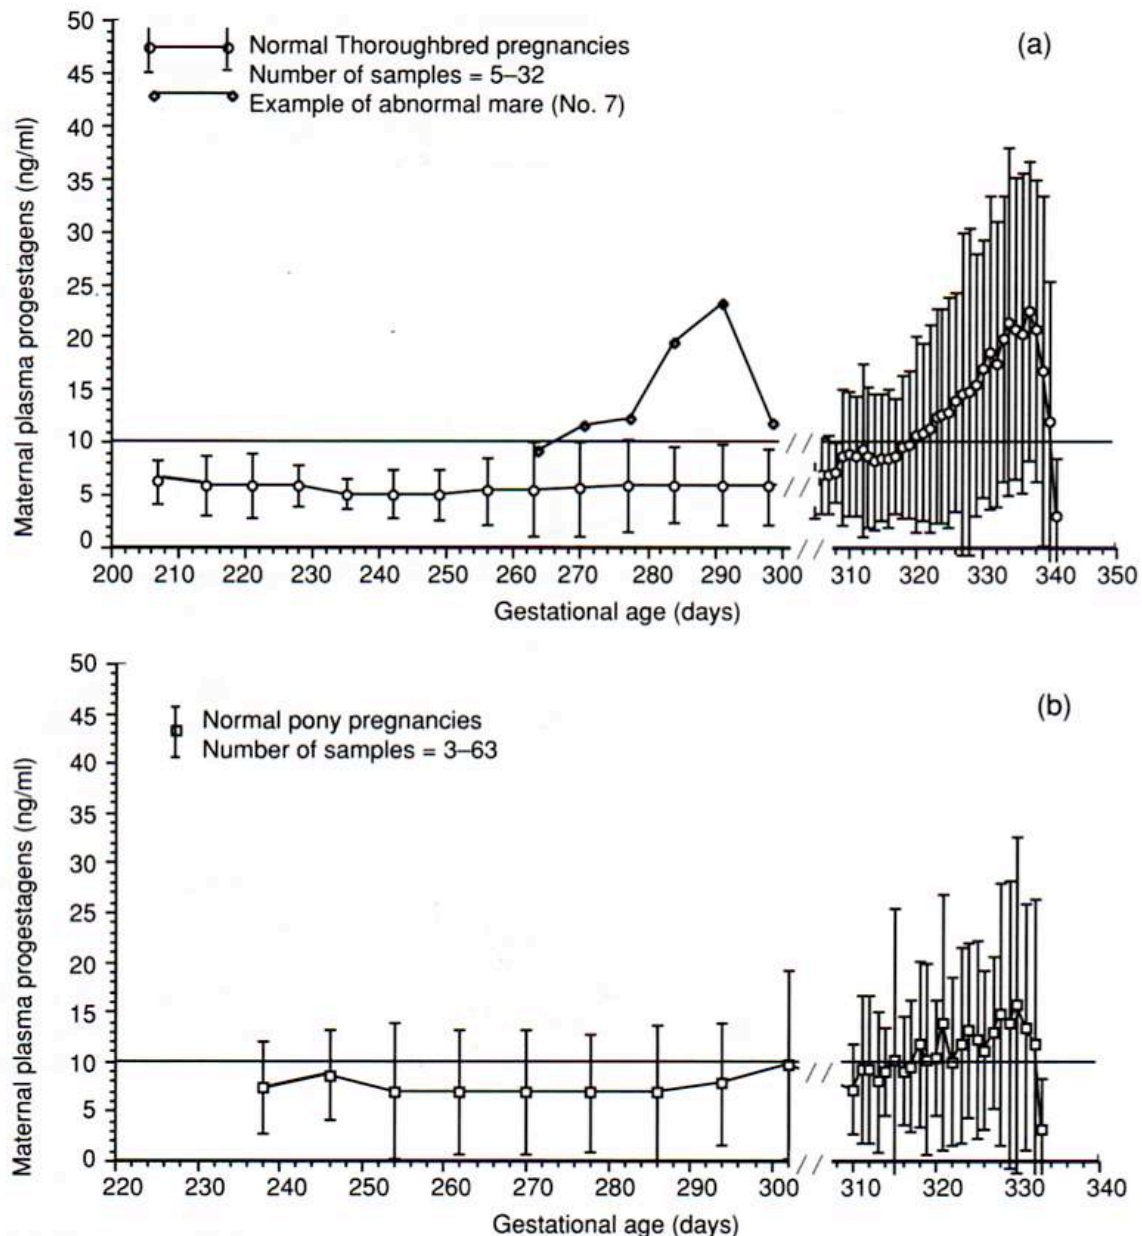 50
45
40
35
30
25
20
15
10
5
0
Maternal plasma progestagens (ng/ml)
Normal Thoroughbred pregnancies
Number of samples = 5–32
Example of abnormal mare (No. 7)
(a)
200 210 220 230 240 250 260 270 280 290 300 310 320 330 340 350
Gestational age (days)
50
45
40
35
30
25
20
15
10
5
0
Maternal plasma progestagens (ng/ml)
Normal pony pregnancies
Number of samples = 3–63
(b)
220 230 240 250 260 270 280 290 300 310 320 330 340
Gestational age (days)